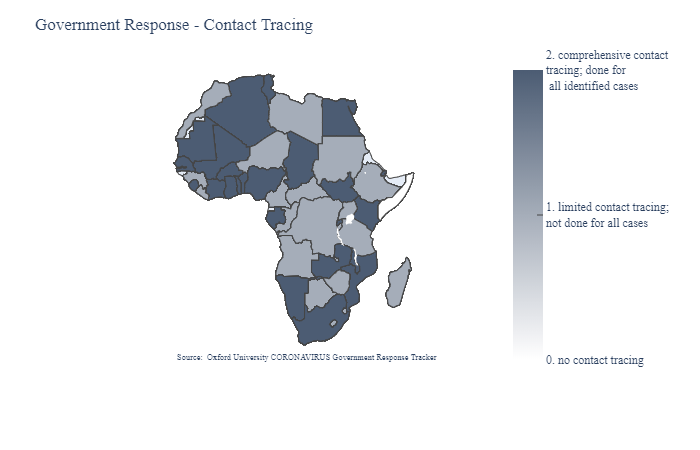 Government Response - Contact Tracing
2. comprehensive contact
tracing; done for
all identified cases
1. limited contact tracing;
not done for all cases
0. no contact tracing
Source: Oxford University CORONAVIRUS Government Response Tracker